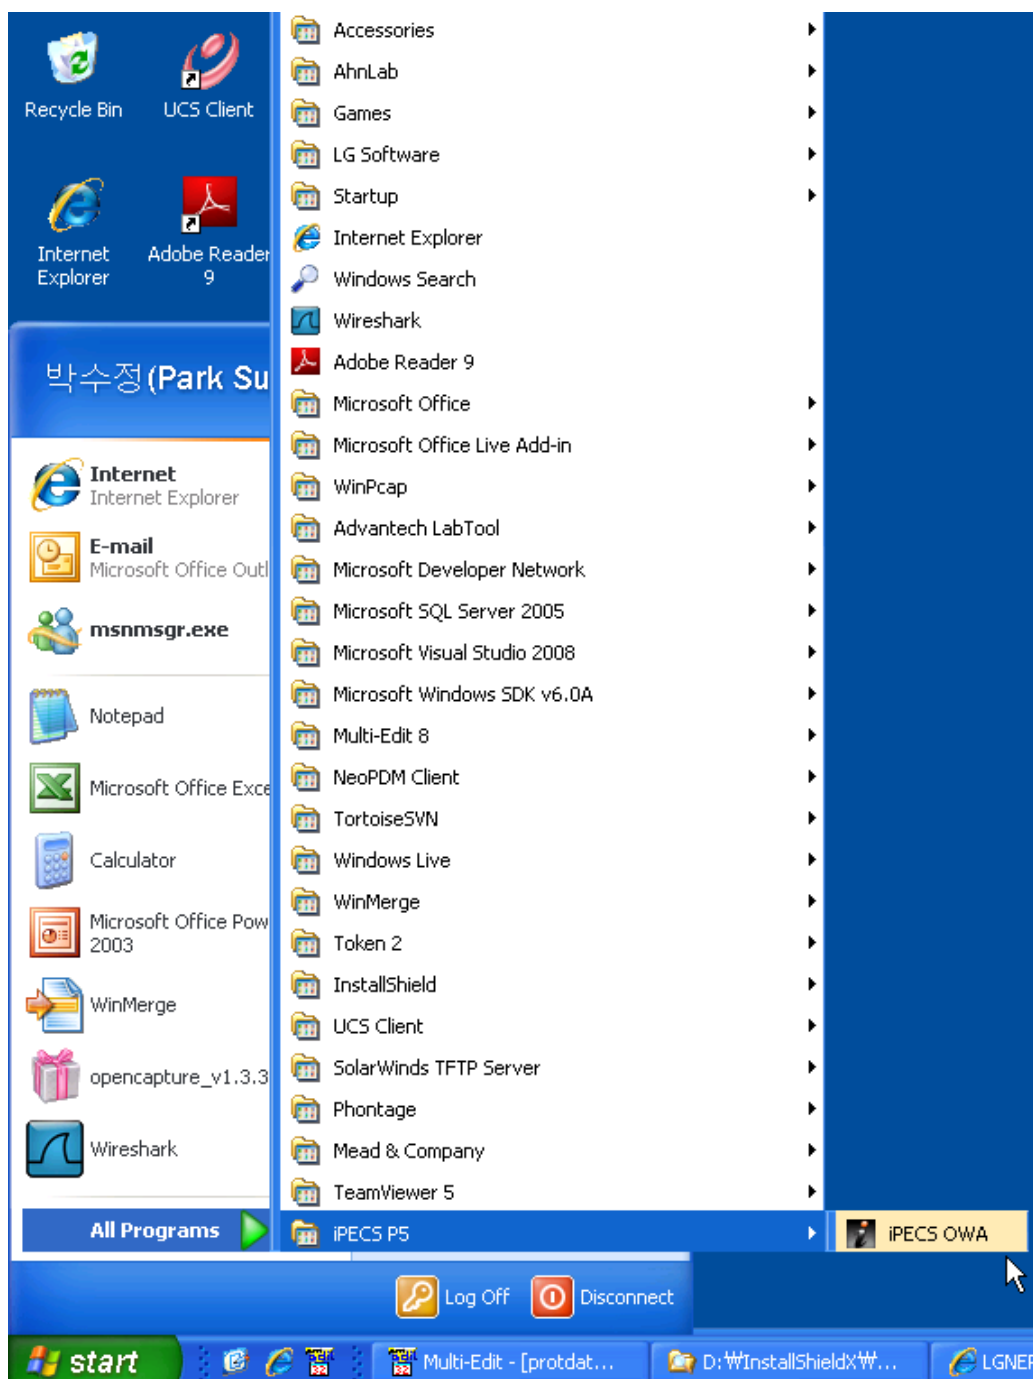 Recycle Bin
UCS Client
Internet
Explorer
Adobe Reader
9
박수정(Park Su
Internet
Internet Explorer
E-mail
Microsoft Office Outl
msnmsgr.exe
Notepad
Microsoft Office Exce
Calculator
Microsoft Office Pow
2003
WinMerge
opencapture_v1.3.3
Wireshark
All Programs
Accessories
AhnLab
Games
LG Software
Startup
Internet Explorer
Windows Search
Wireshark
Adobe Reader 9
Microsoft Office
Microsoft Office Live Add-in
WinPcap
Advantech LabTool
Microsoft Developer Network
Microsoft SQL Server 2005
Microsoft Visual Studio 2008
Microsoft Windows SDK v6.0A
Multi-Edit 8
NeoPDM Client
TortoiseSVN
Windows Live
WinMerge
Token 2
InstallShield
UCS Client
SolarWinds TFTP Server
Phontage
Mead & Company
TeamViewer 5
iPECS P5
iPECS OWA
Log Off
Disconnect
start
Multi-Edit - [protdat...
D:₩InstallShieldX₩...
LGNER